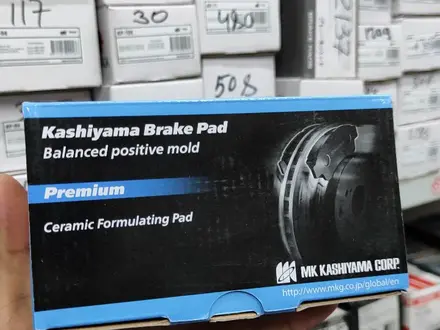 117
30
480
2137
mag
508
Kashiyama Brake Pad
Balanced positive mold
Premium
Ceramic Formulating Pad
MK KASHIYAMA CORP.
http://www.mkg.co.jp/global/en